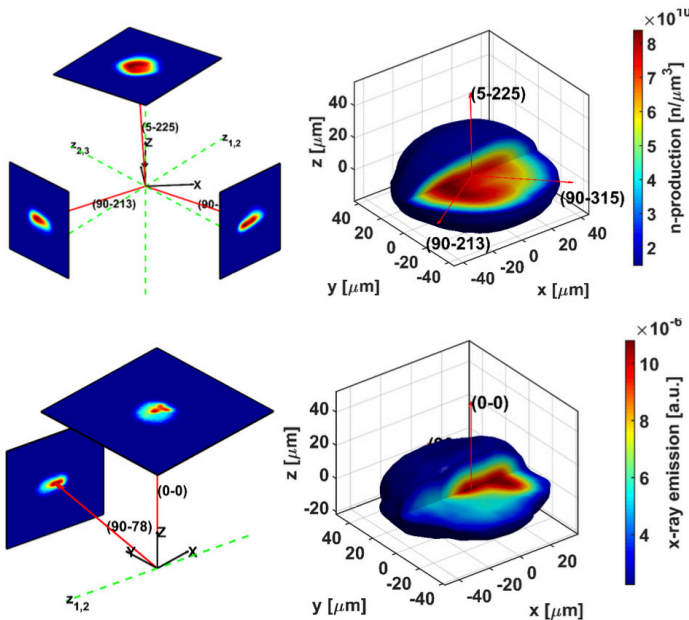 (5-225)
Z
z2,3
z1,2
X
(90-213)
(90-
(5-225)
(90-315)
(90-213)
z [μm]
40
20
0
40
20
0
-20
-40
y [μm]
-40
-20
0
20
40
x [μm]
8
7
6
5
4
3
2
n-production [n/μm³]
(0-0)
(90-78)
Z
Y
X
z1,2
(0-0)
z [μm]
40
20
0
-20
40
20
0
-20
-40
y [μm]
-40
-20
0
20
x [μm]
×10⁻⁶
10
8
6
4
x-ray emission [a.u.]